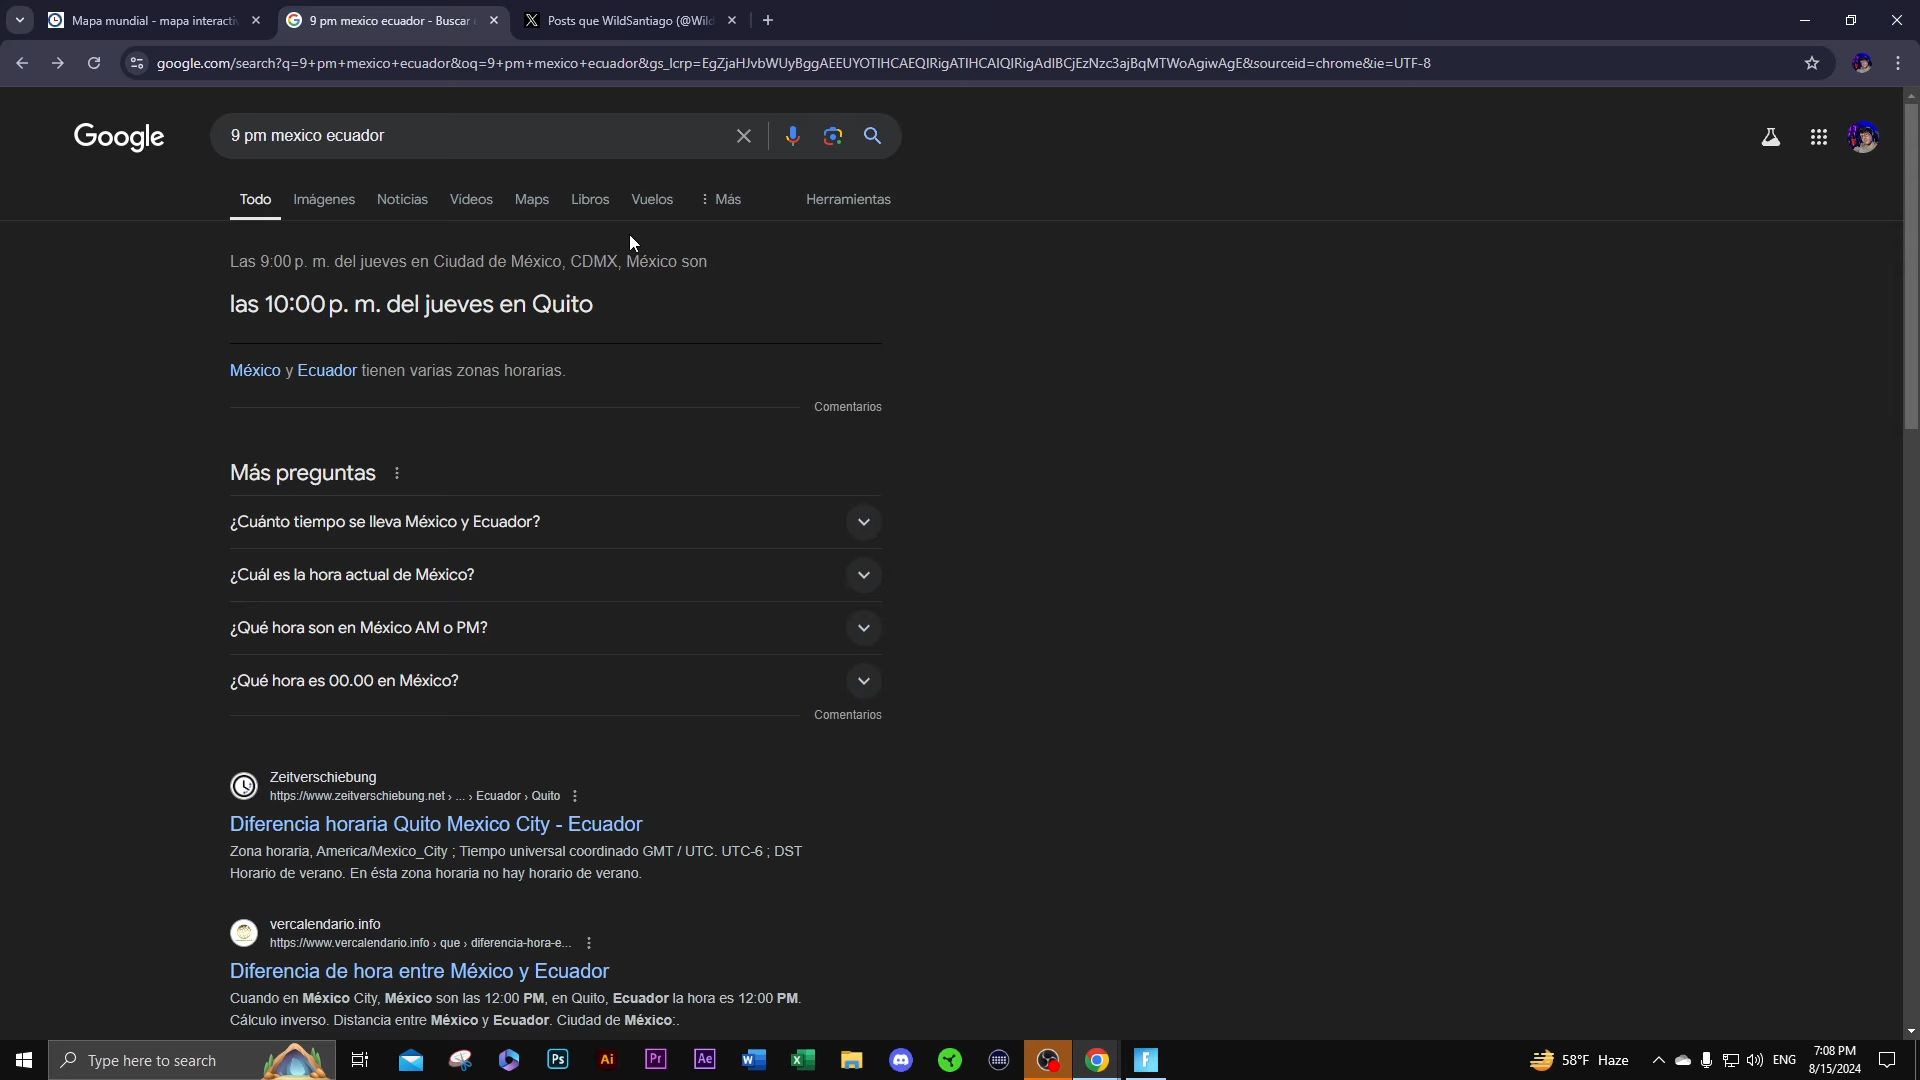 Mapa mundial - mapa interacti
9 pm mexico ecuador - Buscar
Posts que WildSantiago (@Wild
google.com/search?q=9+pm+mexico+ecuador&oq=9+pm+mexico+ecuador&gs_lcrp=EgZjaHJvbWUyBggAEEUYOTIHCAEQIRigATIHCAIQIRigAdIBCjEzNzc3ajBqMTWoAgiwAgE&sourceid=chrome&ie=UTF-8
Google
9 pm mexico ecuador
Todo Imágenes Noticias Videos Maps Libros Vuelos Más Herramientas
Las 9:00 p. m. del jueves en Ciudad de México, CDMX, México son
las 10:00 p. m. del jueves en Quito
México y Ecuador tienen varias zonas horarias.
Comentarios
Más preguntas
¿Cuánto tiempo se lleva México y Ecuador?
¿Cuál es la hora actual de México?
¿Qué hora son en México AM o PM?
¿Qué hora es 00.00 en México?
Comentarios
Zeitverschiebung
https://www.zeitverschiebung.net › ... › Ecuador › Quito
Diferencia horaria Quito Mexico City - Ecuador
Zona horaria, America/Mexico_City ; Tiempo universal coordinado GMT / UTC. UTC-6 ; DST
Horario de verano. En ésta zona horaria no hay horario de verano.
vercalendario.info
https://www.vercalendario.info › que › diferencia-hora-e...
Diferencia de hora entre México y Ecuador
Cuando en México City, México son las 12:00 PM, en Quito, Ecuador la hora es 12:00 PM.
Cálculo inverso. Distancia entre México y Ecuador. Ciudad de México:.
Type here to search
Ps
Ai
Pr
Ae
58°F Haze
ENG
7:08 PM
8/15/2024